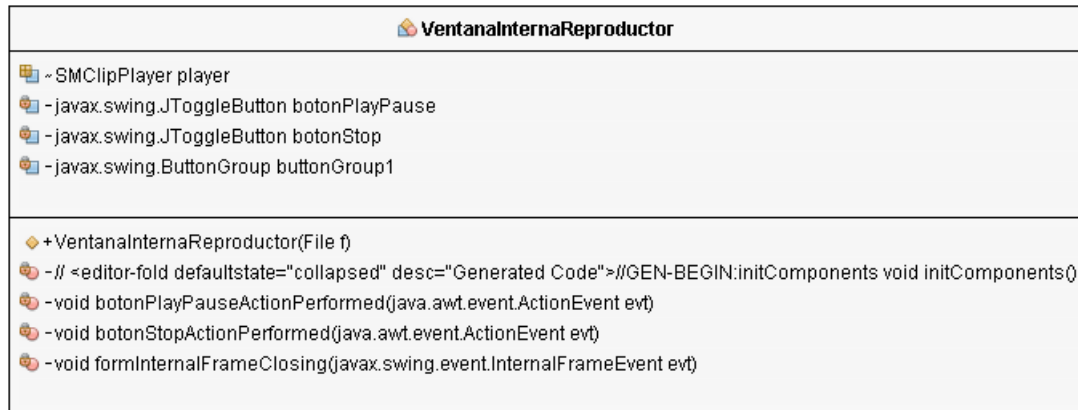 VentanaInternaReproductor
~SMClipPlayer player
-javax.swing.JToggleButton botonPlayPause
-javax.swing.JToggleButton botonStop
-javax.swing.ButtonGroup buttonGroup1
+VentanaInternaReproductor(File f)
-// <editor-fold defaultstate="collapsed" desc="Generated Code">//GEN-BEGIN:initComponents void initComponents()
-void botonPlayPauseActionPerformed(java.awt.event.ActionEvent evt)
-void botonStopActionPerformed(java.awt.event.ActionEvent evt)
-void formInternalFrameClosing(javax.swing.event.InternalFrameEvent evt)